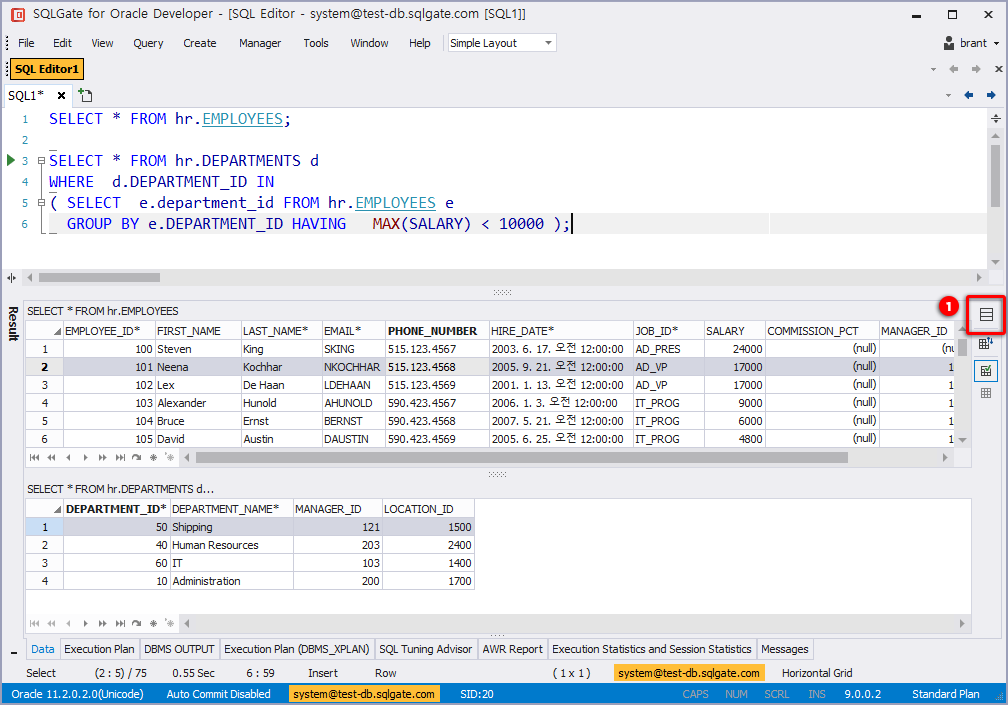 SQLGate for Oracle Developer - [SQL Editor - system@test-db.sqlgate.com [SQL1]]
File Edit View Query Create Manager Tools Window Help Simple Layout brant
SQL Editor1
SQL1*
1 SELECT * FROM hr.EMPLOYEES;
2
3 SELECT * FROM hr.DEPARTMENTS d
4 WHERE d.DEPARTMENT_ID IN
5 ( SELECT e.department_id FROM hr.EMPLOYEES e
6 GROUP BY e.DEPARTMENT_ID HAVING MAX(SALARY) < 10000 );
Result
SELECT * FROM hr.EMPLOYEES
1
EMPLOYEE_ID* FIRST_NAME LAST_NAME* EMAIL* PHONE_NUMBER HIRE_DATE* JOB_ID* SALARY COMMISSION_PCT MANAGER_ID
1 100 Steven King SKING 515.123.4567 2003. 6. 17. 오전 12:00:00 AD_PRES 24000 (null) (nu
2 101 Neena Kochhar NKOCHHAR 515.123.4568 2005. 9. 21. 오전 12:00:00 AD_VP 17000 (null) 1
3 102 Lex De Haan LDEHAAN 515.123.4569 2001. 1. 13. 오전 12:00:00 AD_VP 17000 (null) 1
4 103 Alexander Hunold AHUNOLD 590.423.4567 2006. 1. 3. 오전 12:00:00 IT_PROG 9000 (null) 1
5 104 Bruce Ernst BERNST 590.423.4568 2007. 5. 21. 오전 12:00:00 IT_PROG 6000 (null) 1
6 105 David Austin DAUSTIN 590.423.4569 2005. 6. 25. 오전 12:00:00 IT_PROG 4800 (null) 1
SELECT * FROM hr.DEPARTMENTS d...
DEPARTMENT_ID* DEPARTMENT_NAME* MANAGER_ID LOCATION_ID
1 50 Shipping 121 1500
2 40 Human Resources 203 2400
3 60 IT 103 1400
4 10 Administration 200 1700
Data Execution Plan DBMS OUTPUT Execution Plan (DBMS_XPLAN) SQL Tuning Advisor AWR Report Execution Statistics and Session Statistics Messages
Select (2 : 5) / 75 0.55 Sec 6 : 59 Insert Row ( 1 x 1 ) system@test-db.sqlgate.com Horizontal Grid
Oracle 11.2.0.2.0(Unicode) Auto Commit Disabled system@test-db.sqlgate.com SID:20 CAPS NUM SCRL INS 9.0.0.2 Standard Plan